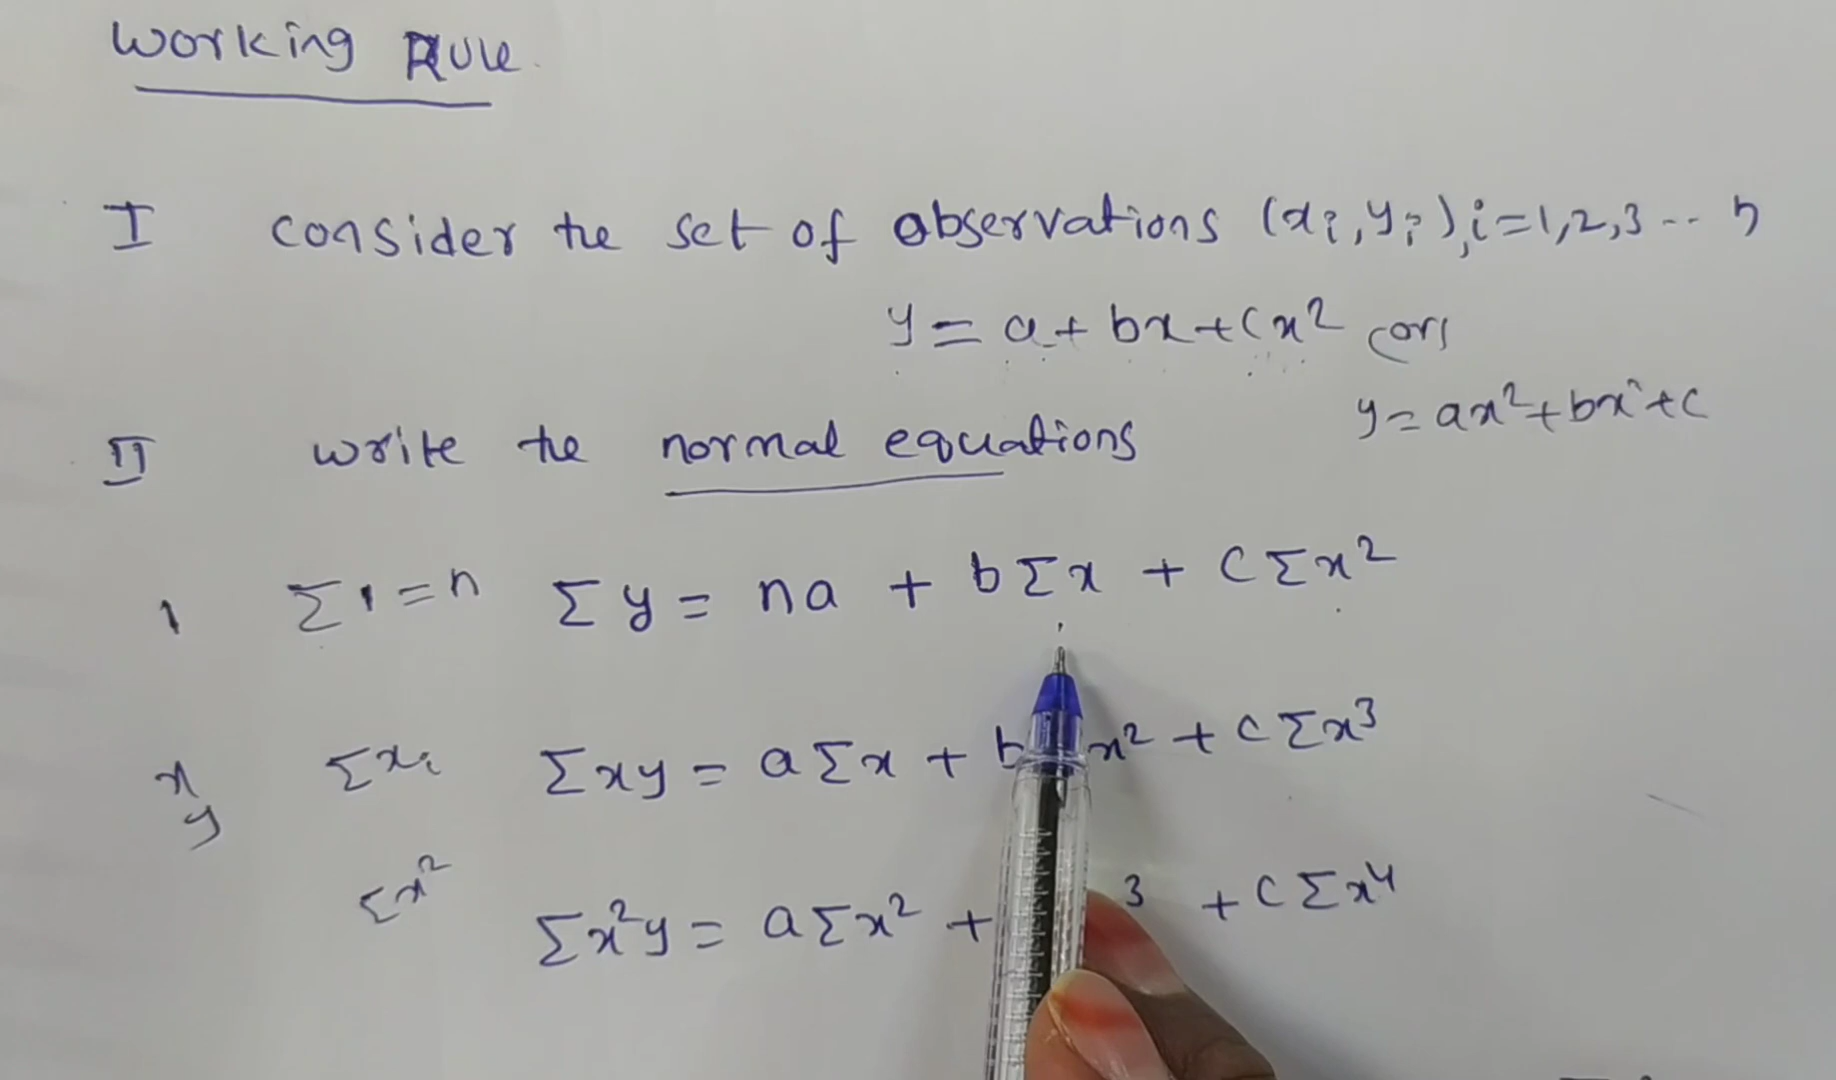 Working Rule.
I Consider the set of observations (xi, yi), i=1,2,3 -- n
y = a + bx + cx² (or)
y = ax² + bx + c
II write the normal equations
1 Σ1 = n Σy = na + bΣx + cΣx²
x Σxi Σxy = aΣx + b x² + cΣx³
y
Σx² Σx²y = aΣx² + ³ + cΣx⁴